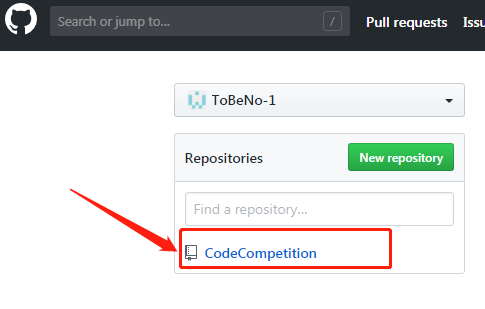 Search or jump to... / Pull requests Issu
ToBeNo-1
Repositories New repository
Find a repository...
CodeCompetition